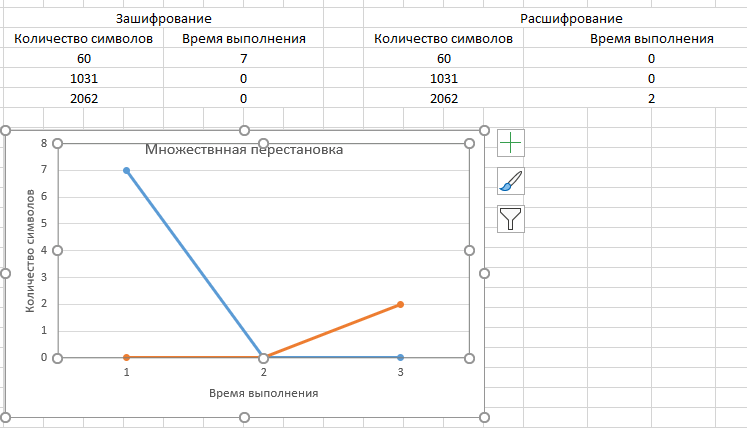 Зашифрование Расшифрование
Количество символов Время выполнения Количество символов Время выполнения
60 7 60 0
1031 0 1031 0
2062 0 2062 2
Множествнная перестановка
8
7
6
5
4
3
2
1
0
Количество символов
1 2 3
Время выполнения